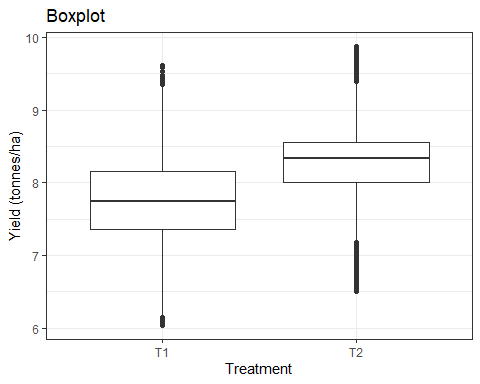 Boxplot
Yield (tonnes/ha)
10
9
8
7
6
T1 T2
Treatment